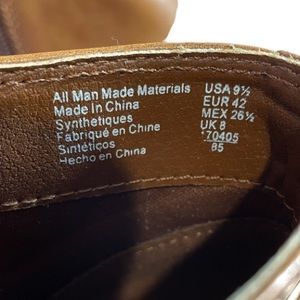 All Man Made Materials
Made in China
Synthetiques
Fabriqué en Chine
Sintéticos
Hecho en China
USA 9½
EUR 42
MEX 26½
UK 8
70405
85